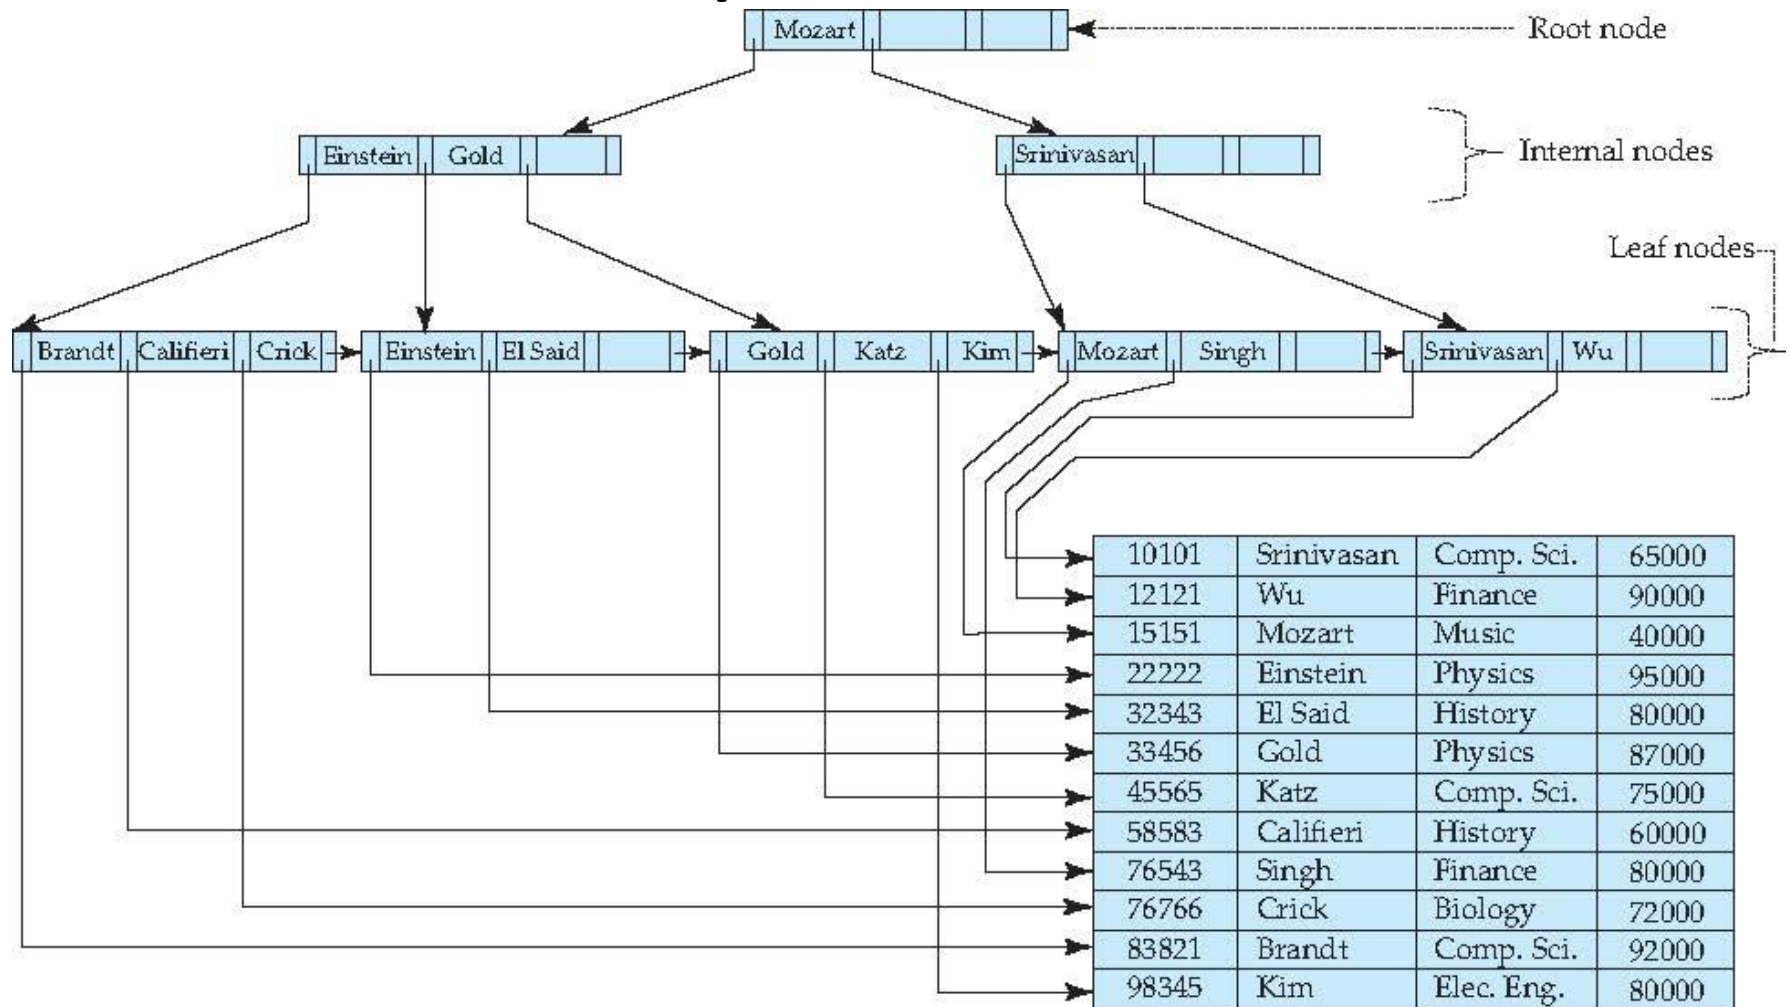 Mozart Root node
Einstein Gold Srinivasan Internal nodes
Leaf nodes
Brandt Califieri Crick Einstein El Said Gold Katz Kim Mozart Singh Srinivasan Wu
10101 Srinivasan Comp. Sci. 65000
12121 Wu Finance 90000
15151 Mozart Music 40000
22222 Einstein Physics 95000
32343 El Said History 80000
33456 Gold Physics 87000
45565 Katz Comp. Sci. 75000
58583 Califieri History 60000
76543 Singh Finance 80000
76766 Crick Biology 72000
83821 Brandt Comp. Sci. 92000
98345 Kim Elec. Eng. 80000